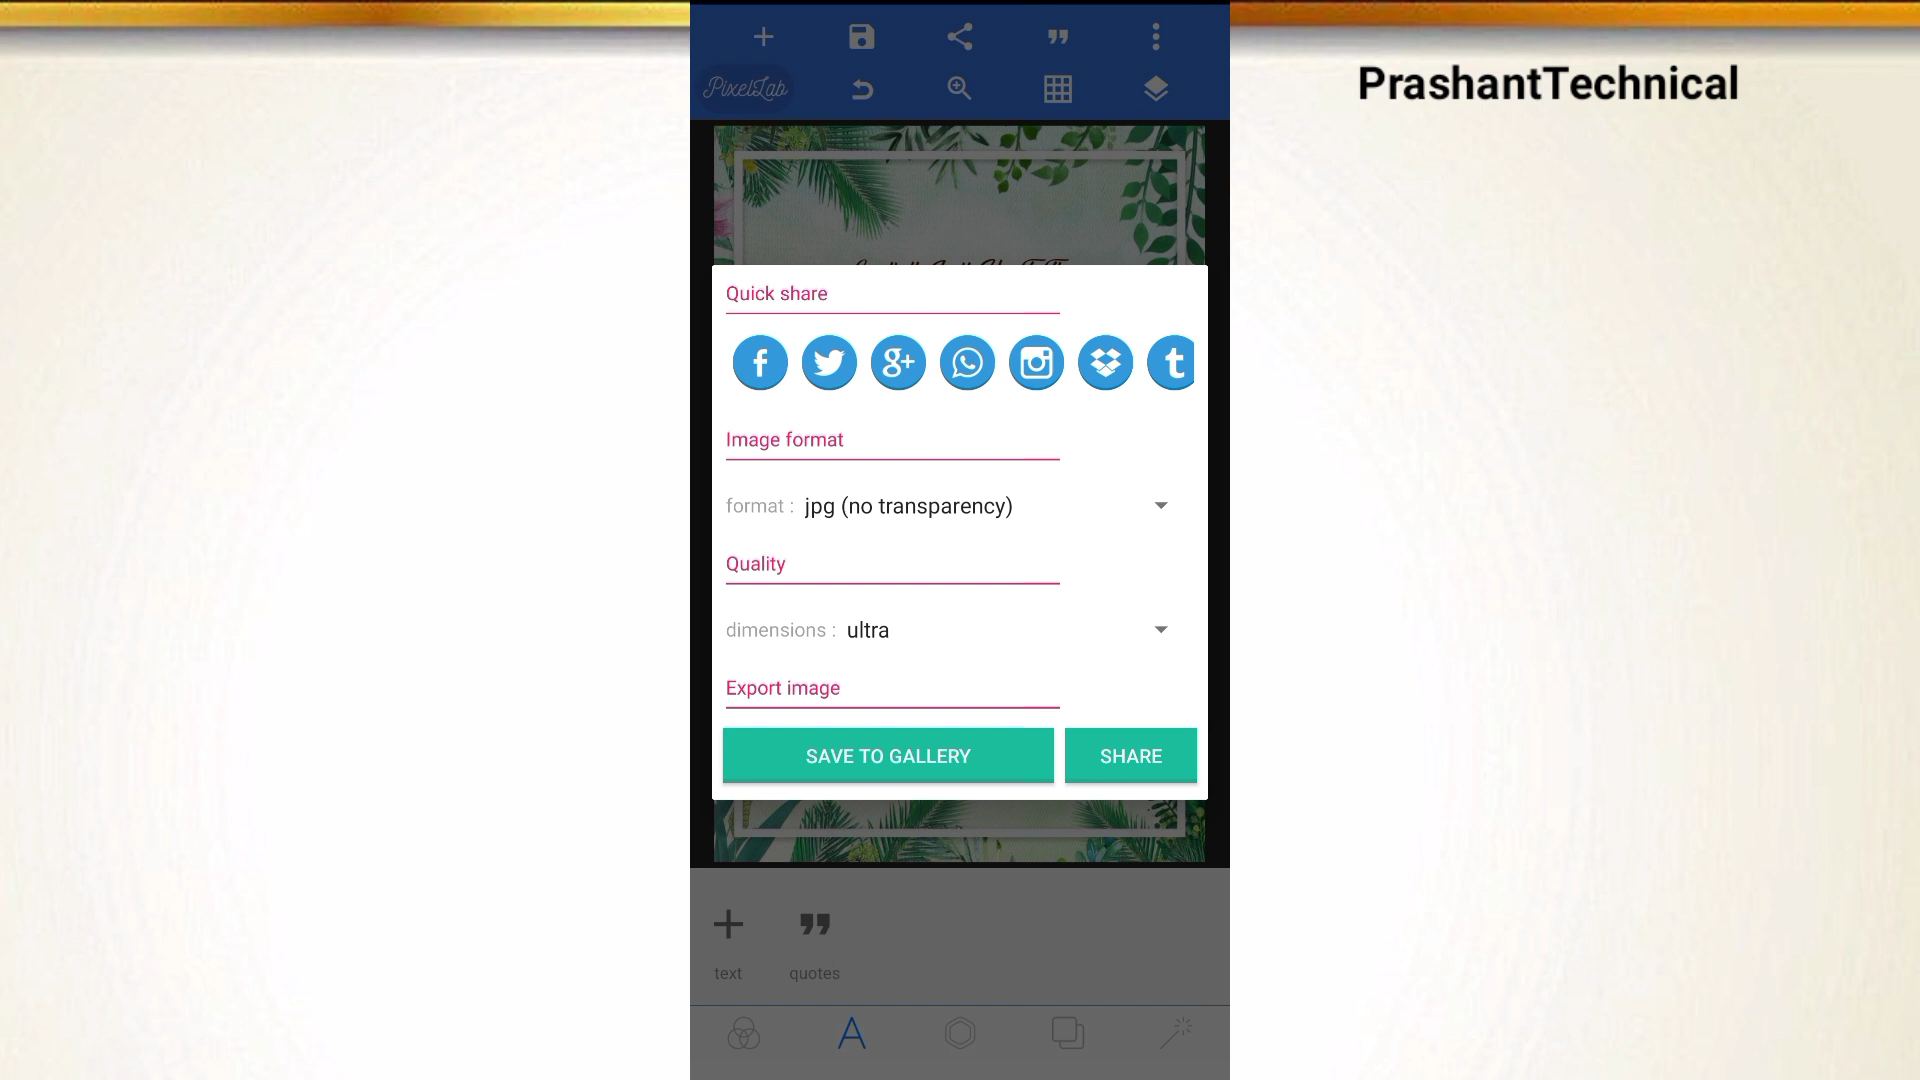 PixelLab
PrashantTechnical
Quick share
Image format
format : jpg (no transparency)
Quality
dimensions : ultra
Export image
SAVE TO GALLERY
SHARE
text
quotes